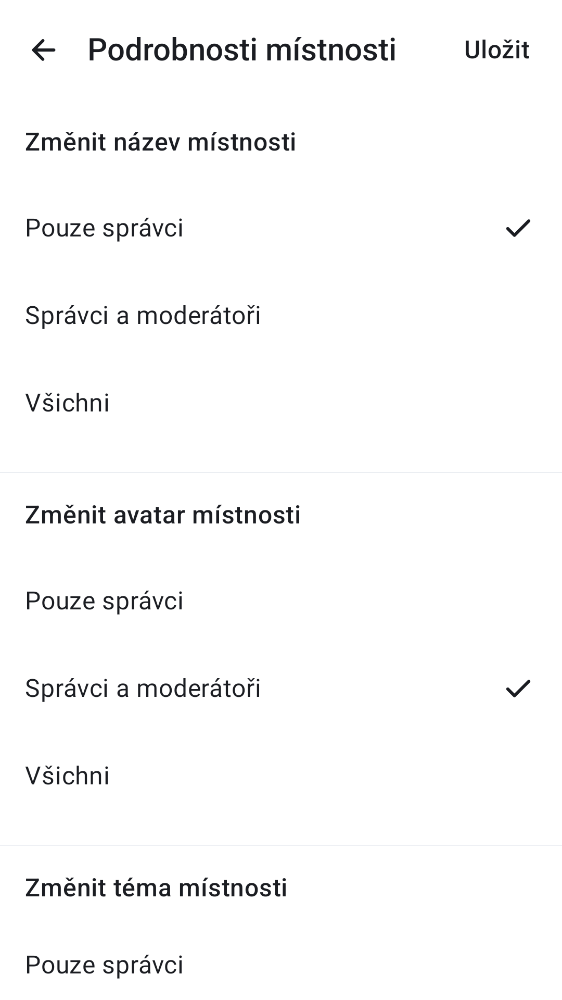 Podrobnosti místnosti
Uložit
Změnit název místnosti
Pouze správci
Správci a moderátoři
Všichni
Změnit avatar místnosti
Pouze správci
Správci a moderátoři
Všichni
Změnit téma místnosti
Pouze správci